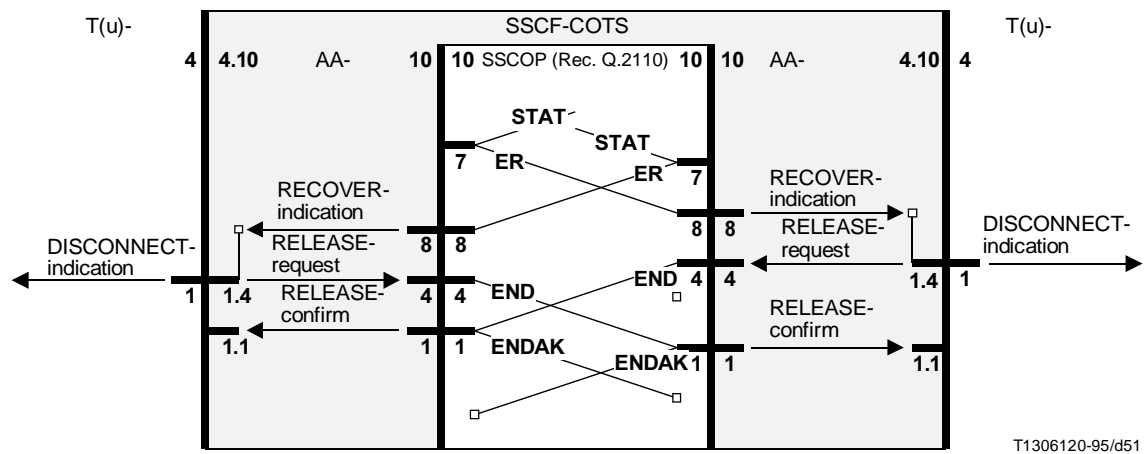 T(u)- SSCF-COTS T(u)-
4 4.10 AA- 10 10 SSCOP (Rec. Q.2110) 10 10 AA- 4.10 4
STAT
STAT
7 ER ER 7
RECOVER-
indication
RECOVER-
indication
8 8 8 8
DISCONNECT-
indication
RELEASE-
request
RELEASE-
request
DISCONNECT-
indication
1 1.4 4 4 END END 4 4 1.4 1
RELEASE-
confirm
RELEASE-
confirm
1.1 1 1 ENDAK ENDAK 1 1 1.1
T1306120-95/d51